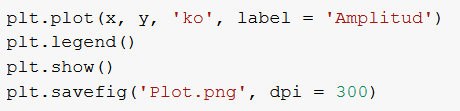 plt.plot(x, y, 'ko', label = 'Amplitud')
plt.legend()
plt.show()
plt.savefig('Plot.png', dpi = 300)